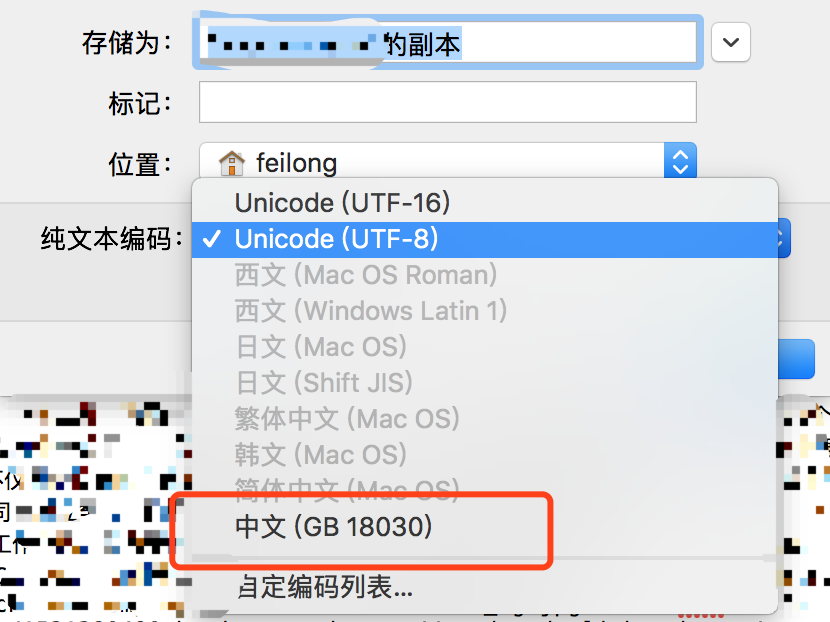 存储为：
的副本
标记：
位置：
feilong
纯文本编码：
Unicode (UTF-16)
✓ Unicode (UTF-8)
西文 (Mac OS Roman)
西文 (Windows Latin 1)
日文 (Mac OS)
日文 (Shift JIS)
繁体中文 (Mac OS)
韩文 (Mac OS)
简体中文 (Mac OS)
中文 (GB 18030)
自定编码列表...